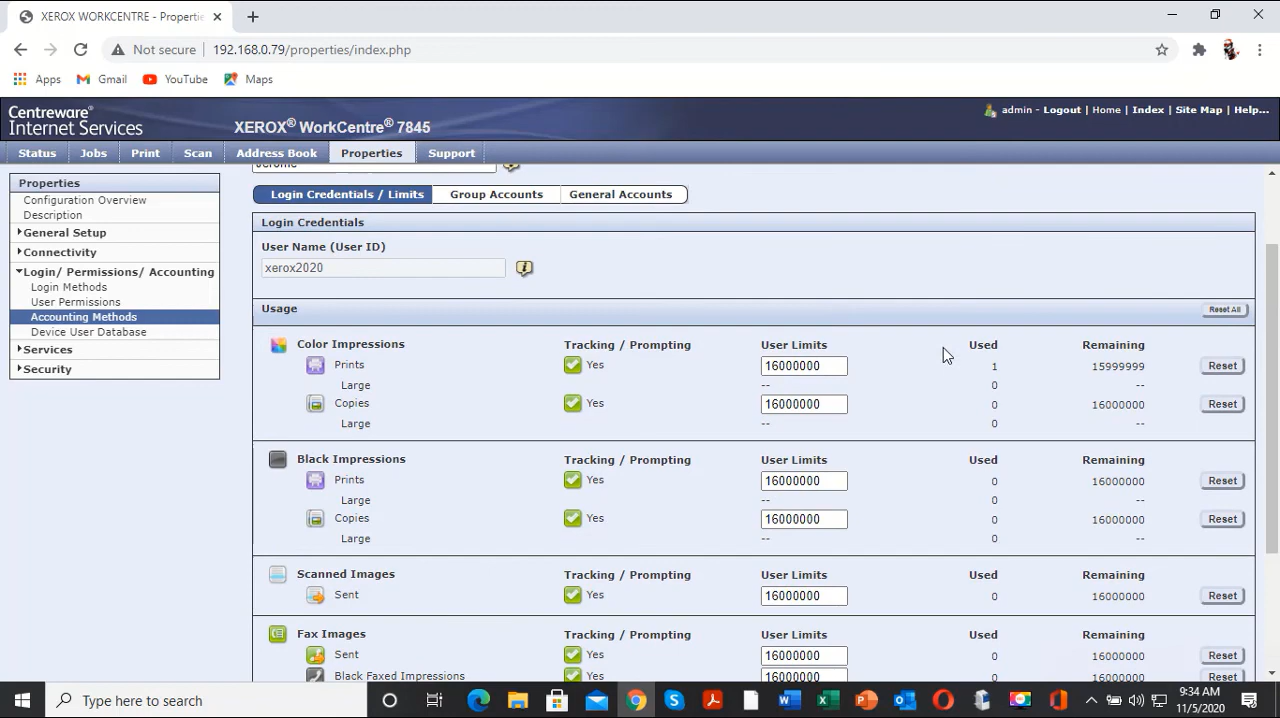 XEROX WORKCENTRE - Propertie
Not secure
192.168.0.79/properties/index.php
Apps
Gmail
YouTube
Maps
Centreware®
Internet Services
XEROX® WorkCentre® 7845
admin - Logout | Home | Index | Site Map | Help...
Status
Jobs
Print
Scan
Address Book
Properties
Support
Properties
Configuration Overview
Description
General Setup
Connectivity
Login/ Permissions/ Accounting
Login Methods
User Permissions
Accounting Methods
Device User Database
Services
Security
Jerome
Login Credentials / Limits
Group Accounts
General Accounts
Login Credentials
User Name (User ID)
xerox2020
Usage
Reset All
Color Impressions Tracking / Prompting User Limits Used Remaining
Prints Yes 16000000 1 15999999 Reset
Large -- 0 --
Copies Yes 16000000 0 16000000 Reset
Large -- 0 --
Black Impressions Tracking / Prompting User Limits Used Remaining
Prints Yes 16000000 0 16000000 Reset
Large -- 0 --
Copies Yes 16000000 0 16000000 Reset
Large -- 0 --
Scanned Images Tracking / Prompting User Limits Used Remaining
Sent Yes 16000000 0 16000000 Reset
Fax Images Tracking / Prompting User Limits Used Remaining
Sent Yes 16000000 0 16000000 Reset
Black Faxed Impressions Yes 16000000 0 16000000 Reset
Type here to search
9:34 AM
11/5/2020